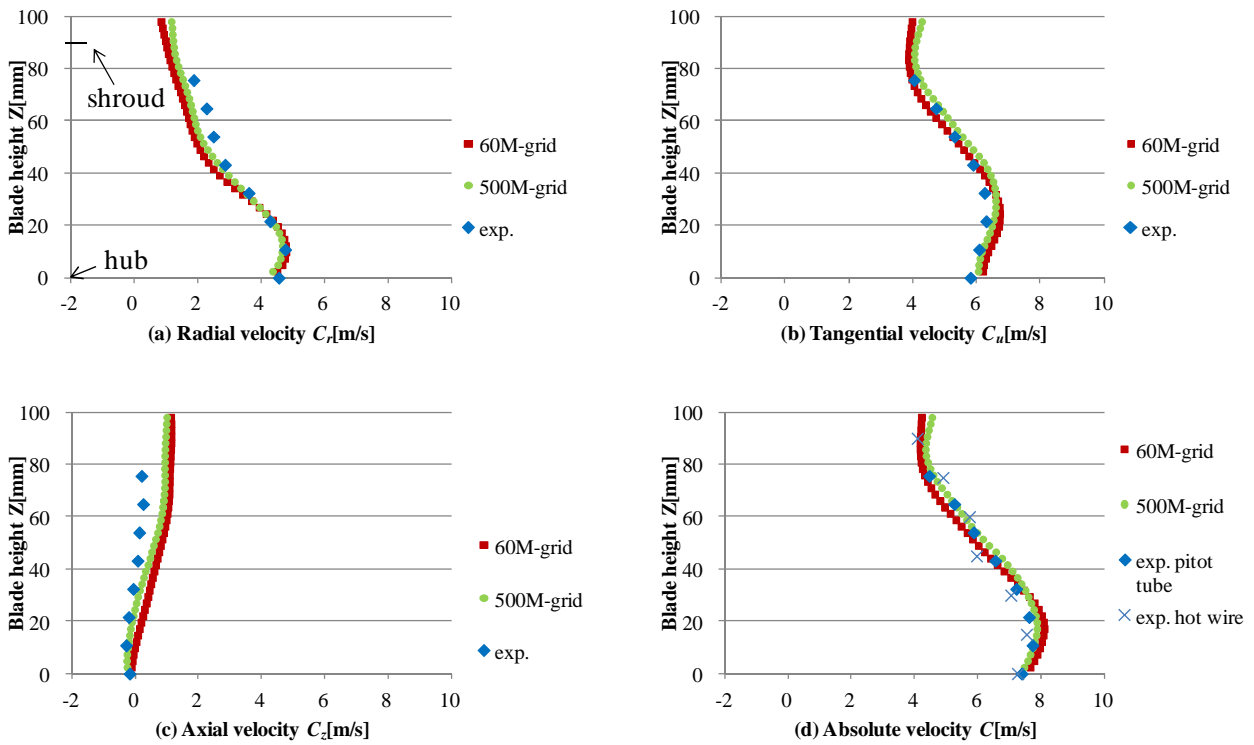 Blade height Z[mm]
100
80
60
40
20
0
-2 0 2 4 6 8 10
shroud
hub
60M-grid
500M-grid
exp.
(a) Radial velocity Cr[m/s]
Blade height Z[mm]
100
80
60
40
20
0
-2 0 2 4 6 8 10
60M-grid
500M-grid
exp.
(b) Tangential velocity Cu[m/s]
Blade height Z[mm]
100
80
60
40
20
0
-2 0 2 4 6 8 10
60M-grid
500M-grid
exp.
(c) Axial velocity Cz[m/s]
Blade height Z[mm]
100
80
60
40
20
0
-2 0 2 4 6 8 10
60M-grid
500M-grid
exp. pitot
tube
exp. hot wire
(d) Absolute velocity C[m/s]